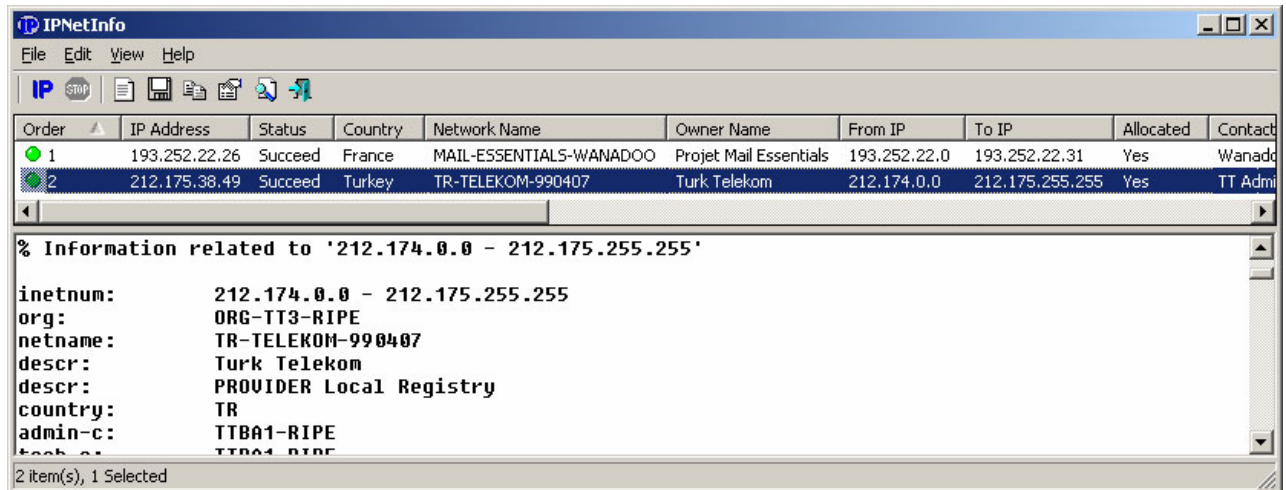 IPNetInfo
File Edit View Help
IP STOP
Order IP Address Status Country Network Name Owner Name From IP To IP Allocated Contact
1 193.252.22.26 Succeed France MAIL-ESSENTIALS-WANADOO Projet Mail Essentials 193.252.22.0 193.252.22.31 Yes Wanado
2 212.175.38.49 Succeed Turkey TR-TELEKOM-990407 Turk Telekom 212.174.0.0 212.175.255.255 Yes TT Admi
% Information related to '212.174.0.0 - 212.175.255.255'
inetnum: 212.174.0.0 - 212.175.255.255
org: ORG-TT3-RIPE
netname: TR-TELEKOM-990407
descr: Turk Telekom
descr: PROVIDER Local Registry
country: TR
admin-c: TTBA1-RIPE
2 item(s), 1 Selected